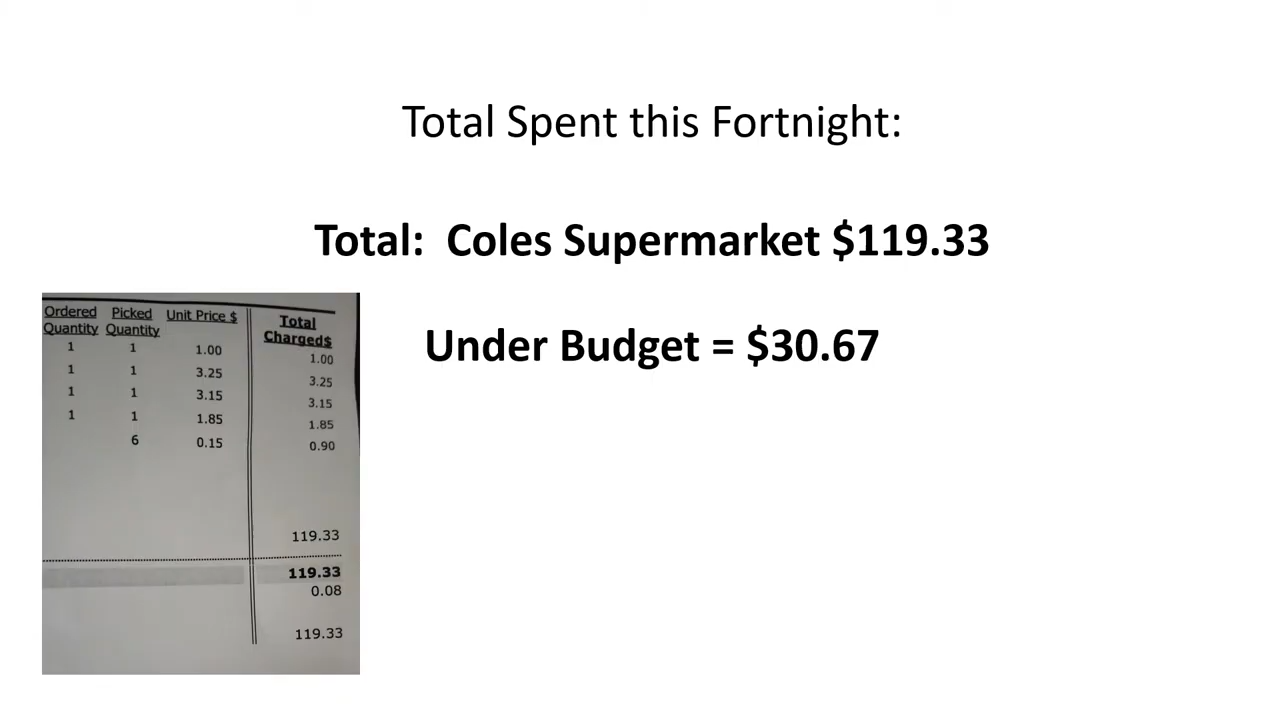 Total Spent this Fortnight:
Total: Coles Supermarket $119.33
Under Budget = $30.67
Ordered Quantity Picked Quantity Unit Price $ Total Charged$
1 1 1.00 1.00
1 1 3.25 3.25
1 1 3.15 3.15
1 1 1.85 1.85
6 0.15 0.90
119.33
119.33
0.08
119.33